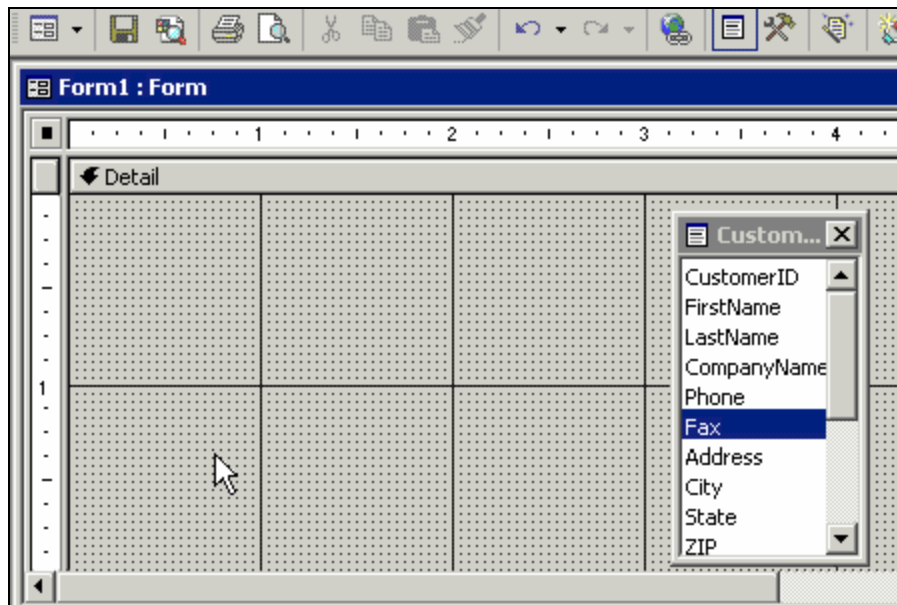 Form1 : Form
1 2 3 4
Detail
Custom...
CustomerID
FirstName
LastName
CompanyName
Phone
1
Fax
Address
City
State
ZIP